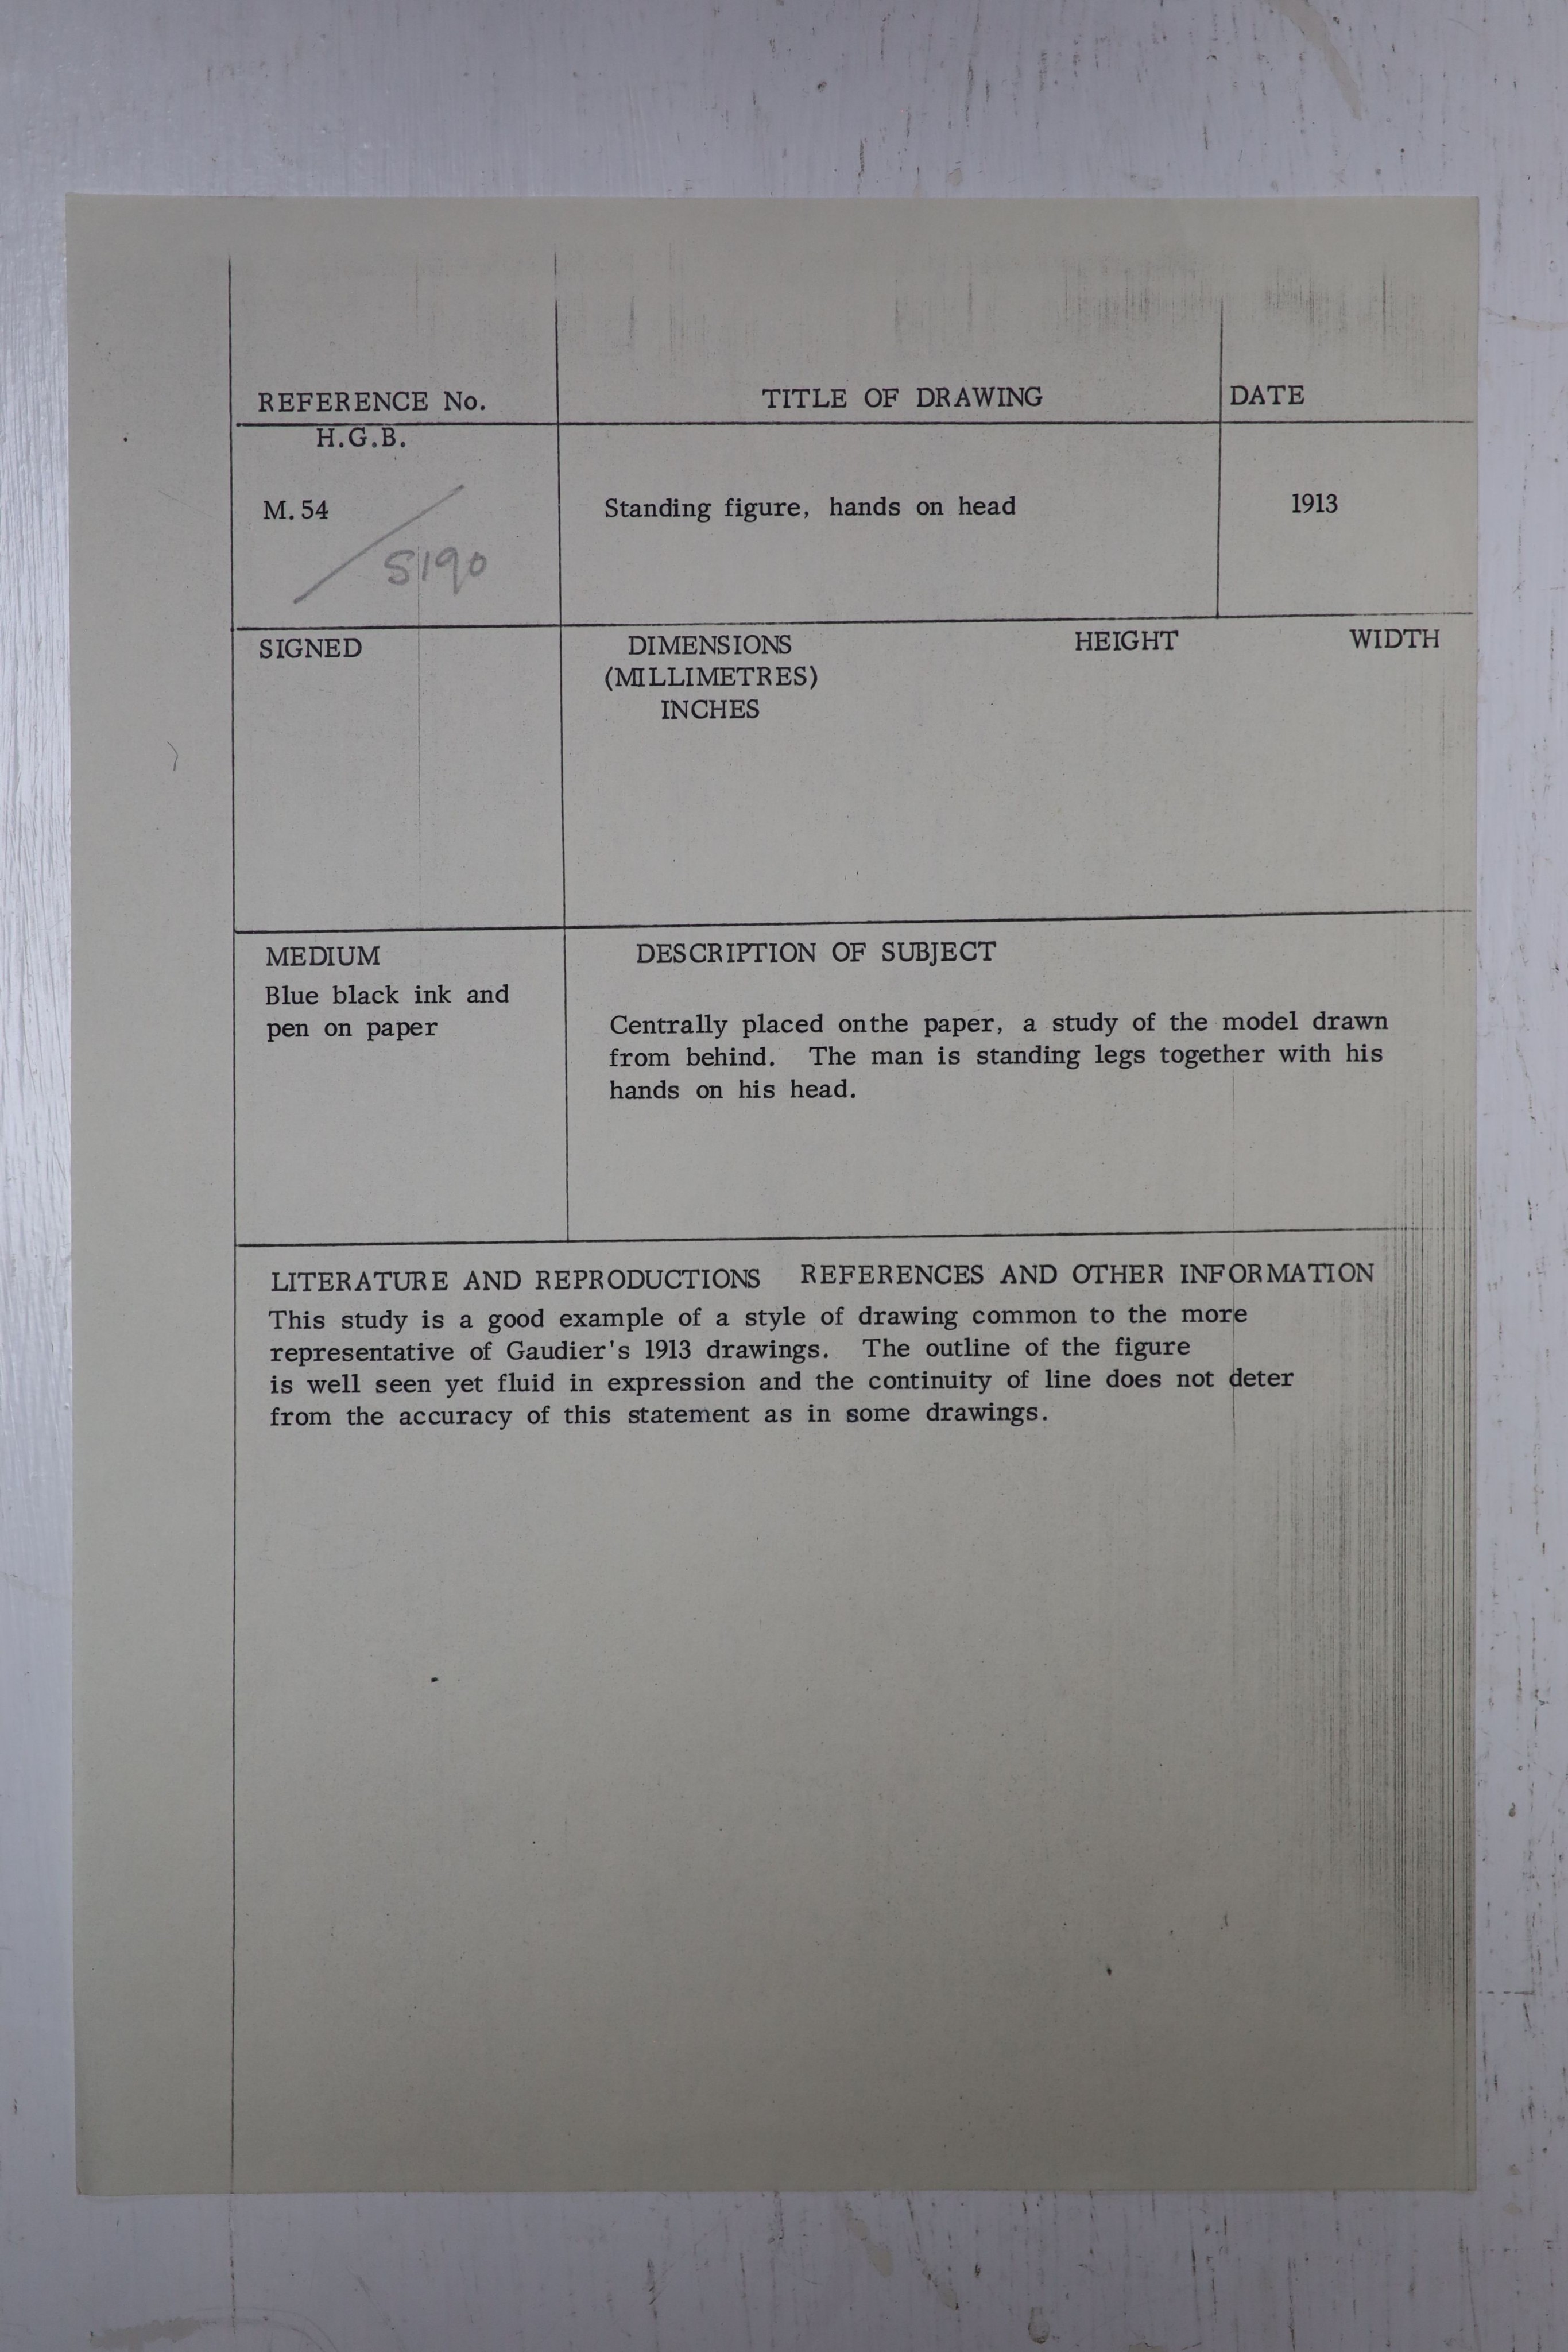 REFERENCE No. TITLE OF DRAWING DATE
H.G.B.
M.54 Standing figure, hands on head 1913
S190
SIGNED DIMENSIONS HEIGHT WIDTH
(MILLIMETRES)
INCHES
MEDIUM DESCRIPTION OF SUBJECT
Blue black ink and
pen on paper
Centrally placed onthe paper, a study of the model drawn
from behind. The man is standing legs together with his
hands on his head.
LITERATURE AND REPRODUCTIONS REFERENCES AND OTHER INFORMATION
This study is a good example of a style of drawing common to the more
representative of Gaudier's 1913 drawings. The outline of the figure
is well seen yet fluid in expression and the continuity of line does not deter
from the accuracy of this statement as in some drawings.